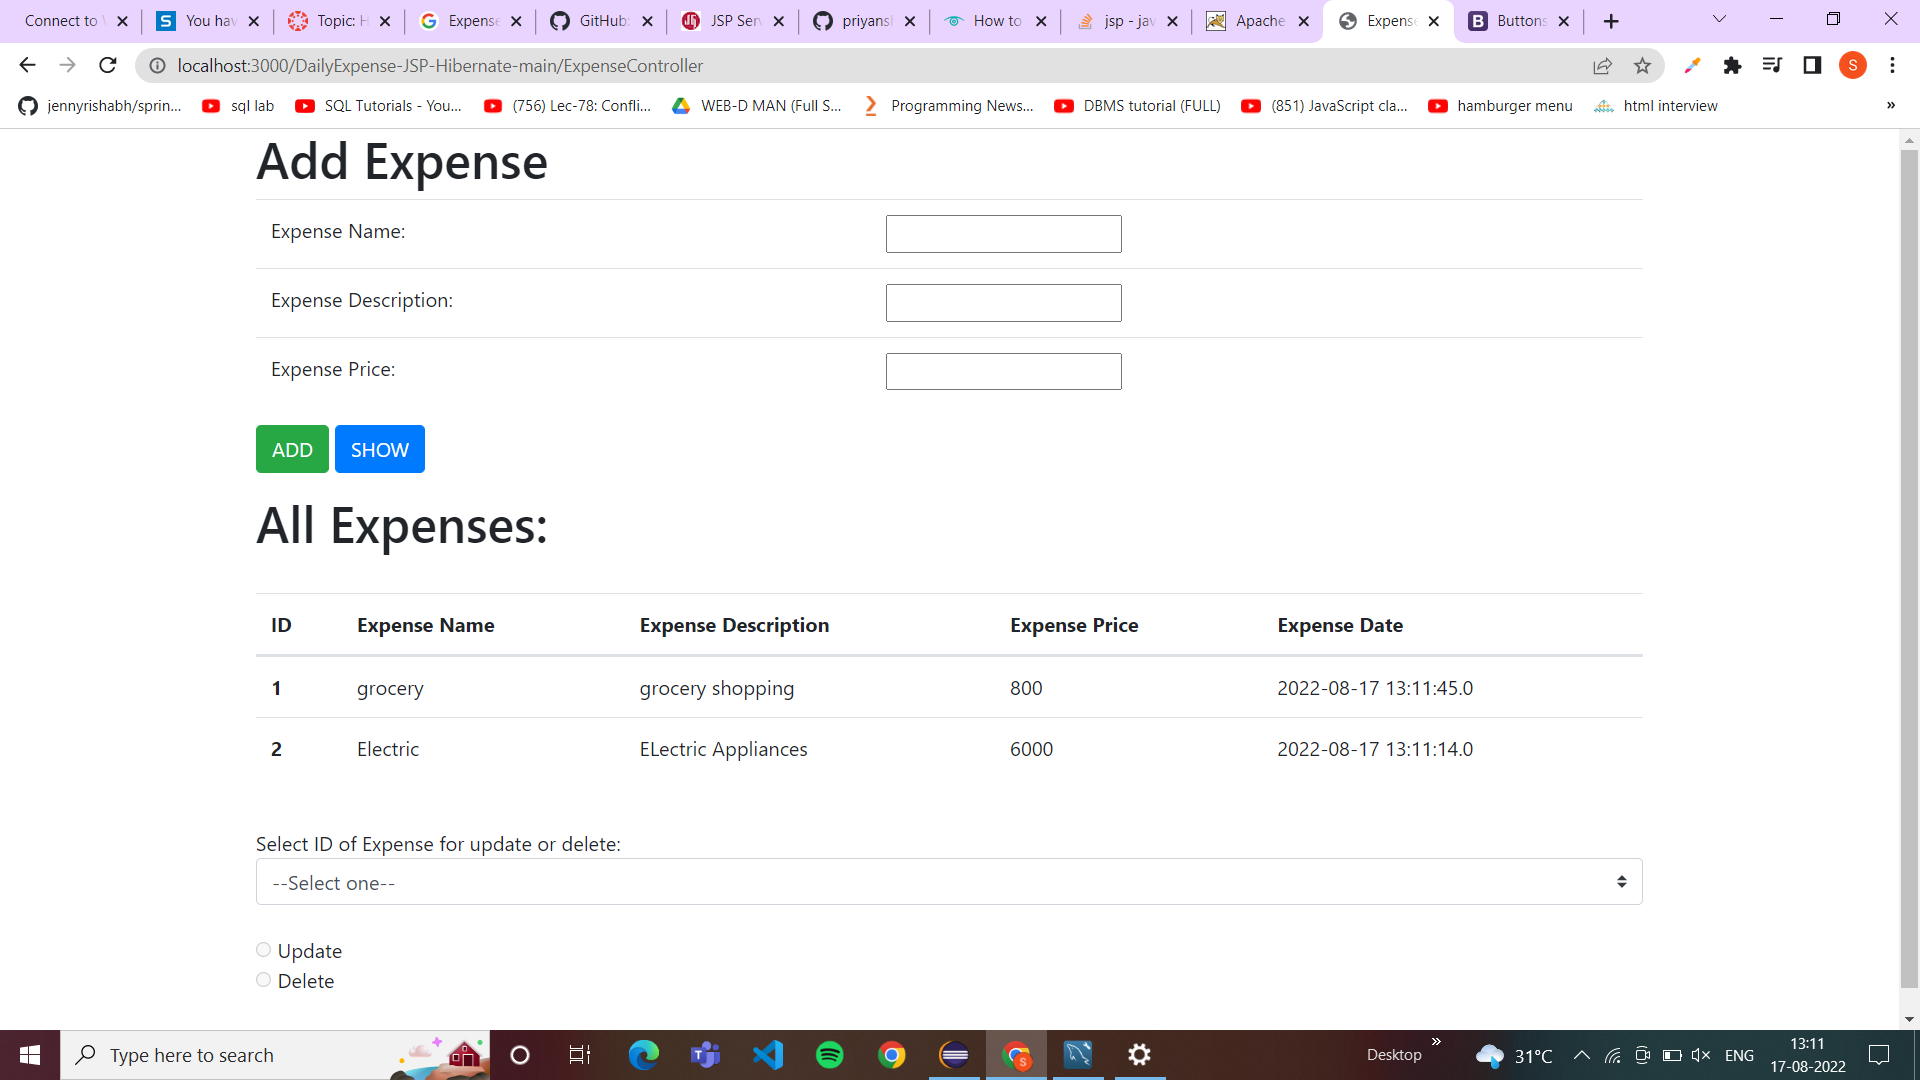 Connect to You hav Topic: H Expense GitHub: JSP Serv priyansh How to jsp - jav Apache Expense Buttons
localhost:3000/DailyExpense-JSP-Hibernate-main/ExpenseController S
jennyrishabh/sprin... sql lab SQL Tutorials - You... (756) Lec-78: Confli... WEB-D MAN (Full S... Programming News... DBMS tutorial (FULL) (851) JavaScript cla... hamburger menu html interview »
Add Expense
Expense Name:
Expense Description:
Expense Price:
ADD SHOW
All Expenses:
ID Expense Name Expense Description Expense Price Expense Date
1 grocery grocery shopping 800 2022-08-17 13:11:45.0
2 Electric ELectric Appliances 6000 2022-08-17 13:11:14.0
Select ID of Expense for update or delete:
--Select one--
Update
Delete
Type here to search Desktop » 31°C ENG 13:11
17-08-2022